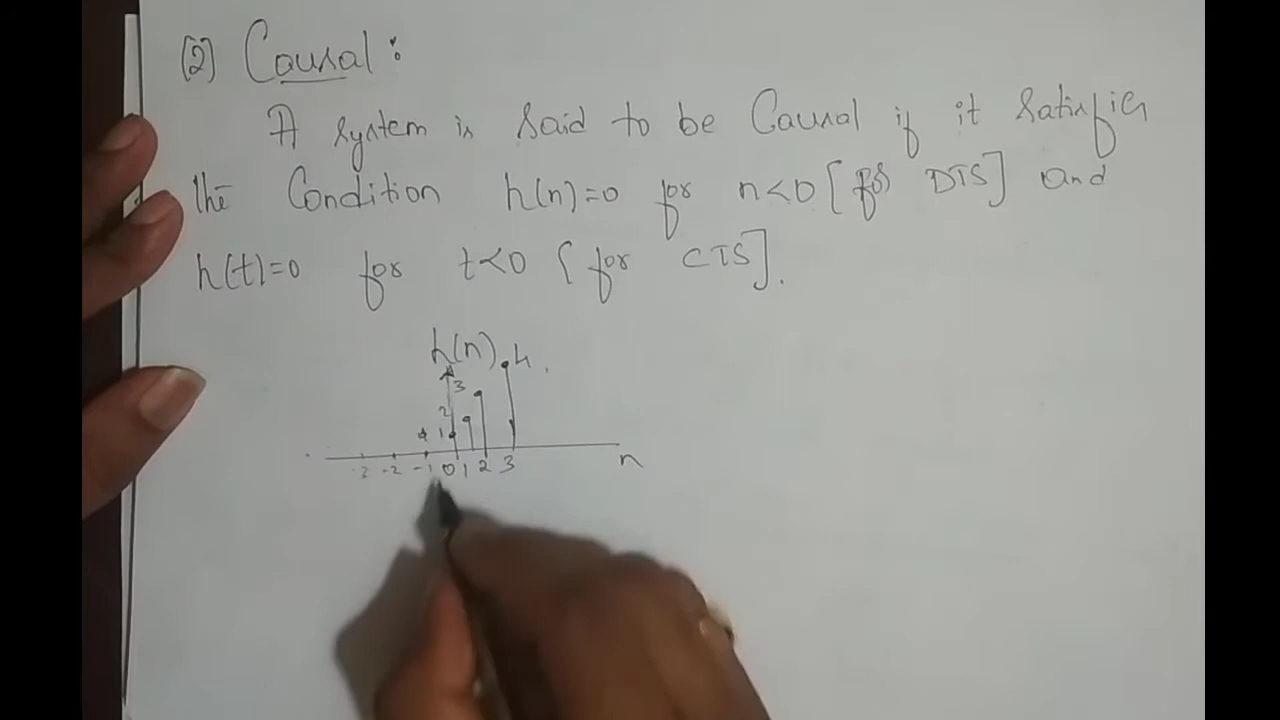 (2) Causal :
A system is said to be Causal if it satisfies
the Condition h(n)=0 for n<0 [for DTS] and
h(t)=0 for t<0 [for CTS].
h(n) 4
3
2
1
-3 -2 -1 0 1 2 3 n